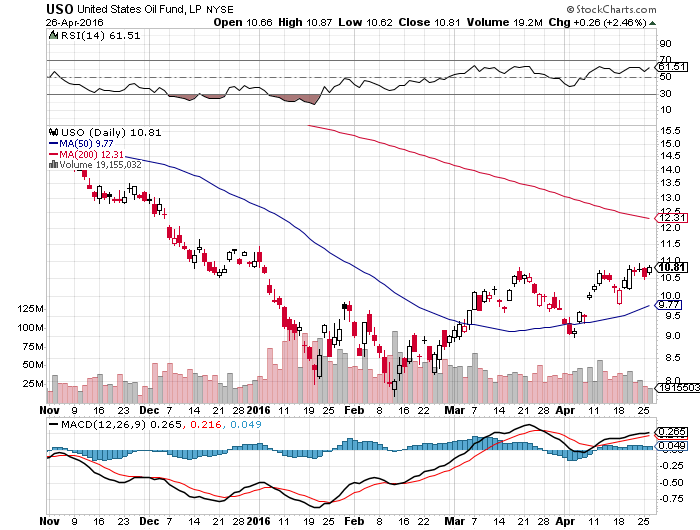 USO United States Oil Fund, LP NYSE © StockCharts.com
26-Apr-2016 Open 10.66 High 10.87 Low 10.62 Close 10.81 Volume 19.2M Chg +0.26 (+2.46%)
RSI(14) 61.51
90
70
61.51
50
30
10
USO (Daily) 10.81
MA(50) 9.77
MA(200) 12.31
Volume 19,155,032
15.5
15.0
14.5
14.0
13.5
13.0
12.5
12.31
12.0
11.5
11.0
10.81
10.5
10.0
9.77
9.5
9.0
8.5
8.0
125M
100M
75M
50M
25M
19155032
Nov 9 16 23 Dec 7 14 21 28 2016 11 19 25 Feb 8 16 22 Mar 7 14 21 28 Apr 11 18 25
MACD(12,26,9) 0.265, 0.216, 0.049
0.265
0.049
-0.25
-0.50
-0.75
Nov 9 16 23 Dec 7 14 21 28 2016 11 19 25 Feb 8 16 22 Mar 7 14 21 28 Apr 11 18 25